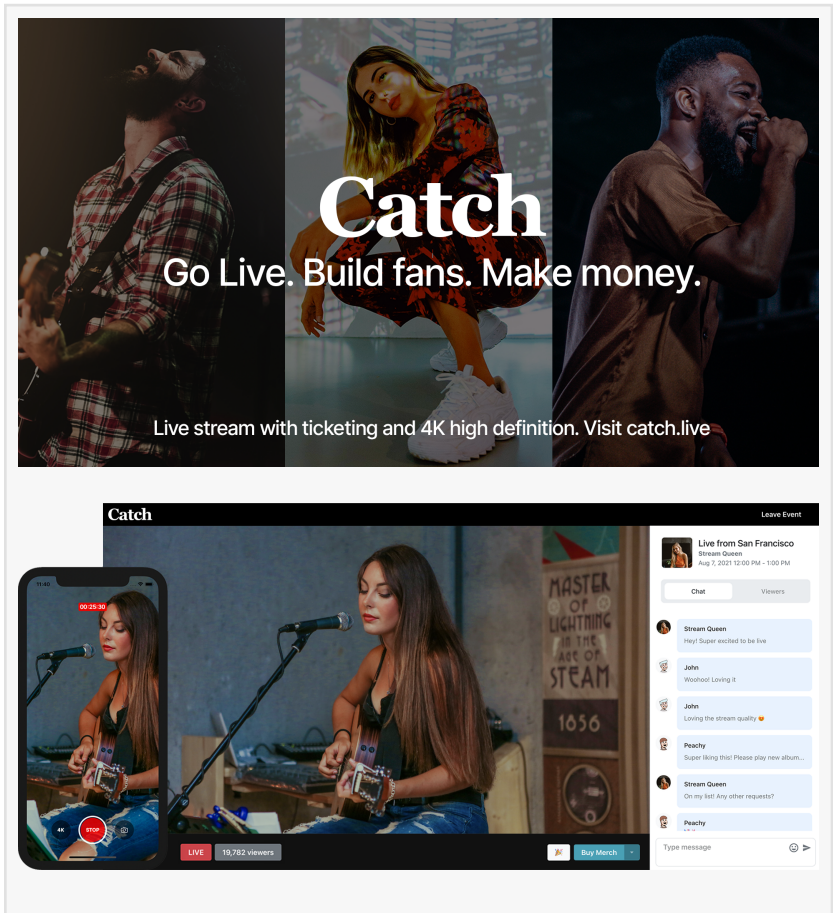 Catch
Go Live. Build fans. Make money.
Live stream with ticketing and 4K high definition. Visit catch.live
Catch
Leave Event
11:40
00:25:30
4K
STOP
MASTER
OF
LIGHTNING
IN THE
AGE OF
STEAM
1856
LIVE
19,782 viewers
Buy Merch
Live from San Francisco
Stream Queen
Aug 7, 2021 12:00 PM - 1:00 PM
Chat
Viewers
Stream Queen
Hey! Super excited to be live
John
Woohoo! Loving it
John
Loving the stream quality 😍
Peachy
Super liking this! Please play new album...
Stream Queen
On my list! Any other requests?
Peachy
Type message